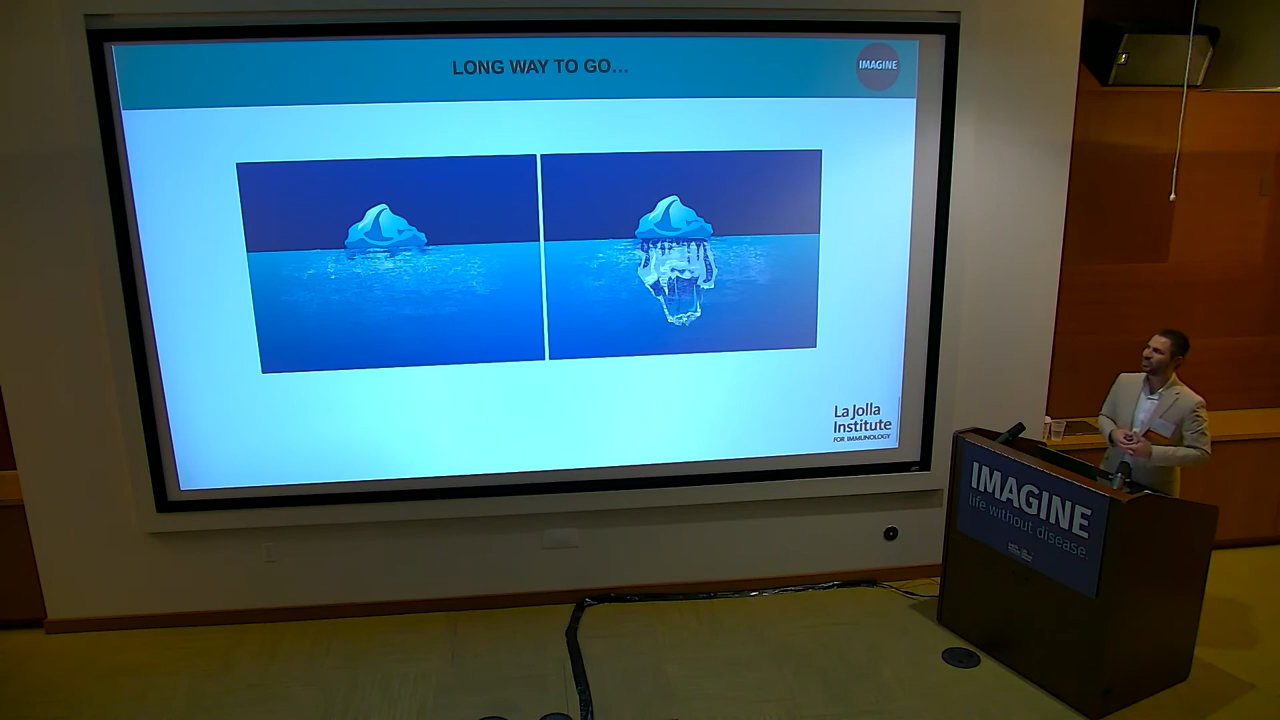 LONG WAY TO GO...
IMAGINE
La Jolla
Institute
FOR IMMUNOLOGY
IMAGINE
life without disease.